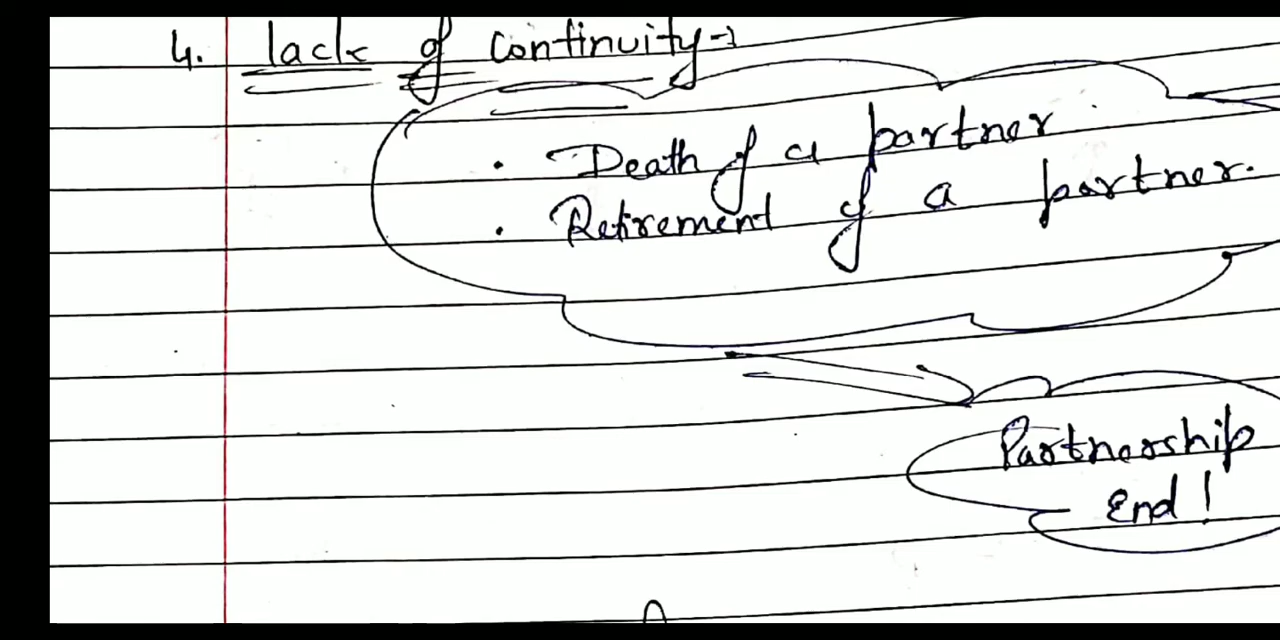 4. lack of continuity→
. Death of a partner
. Retirement of a partner.
Partnership
End!